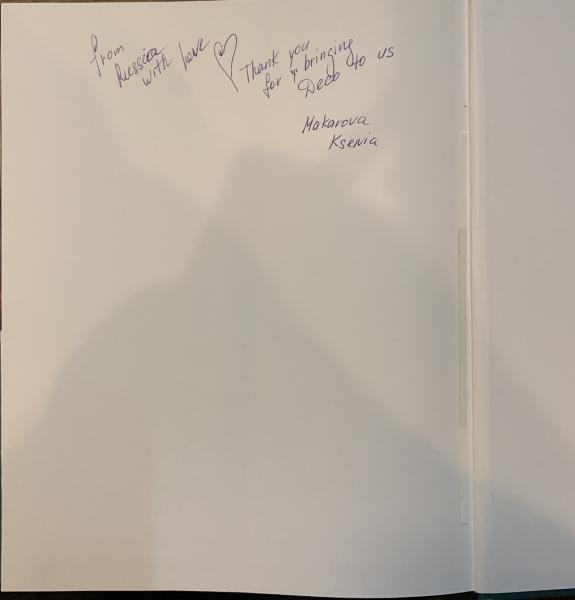 from
Russia
with love
Thank you
for bringing
Deco to us
Makarova
Ksenia